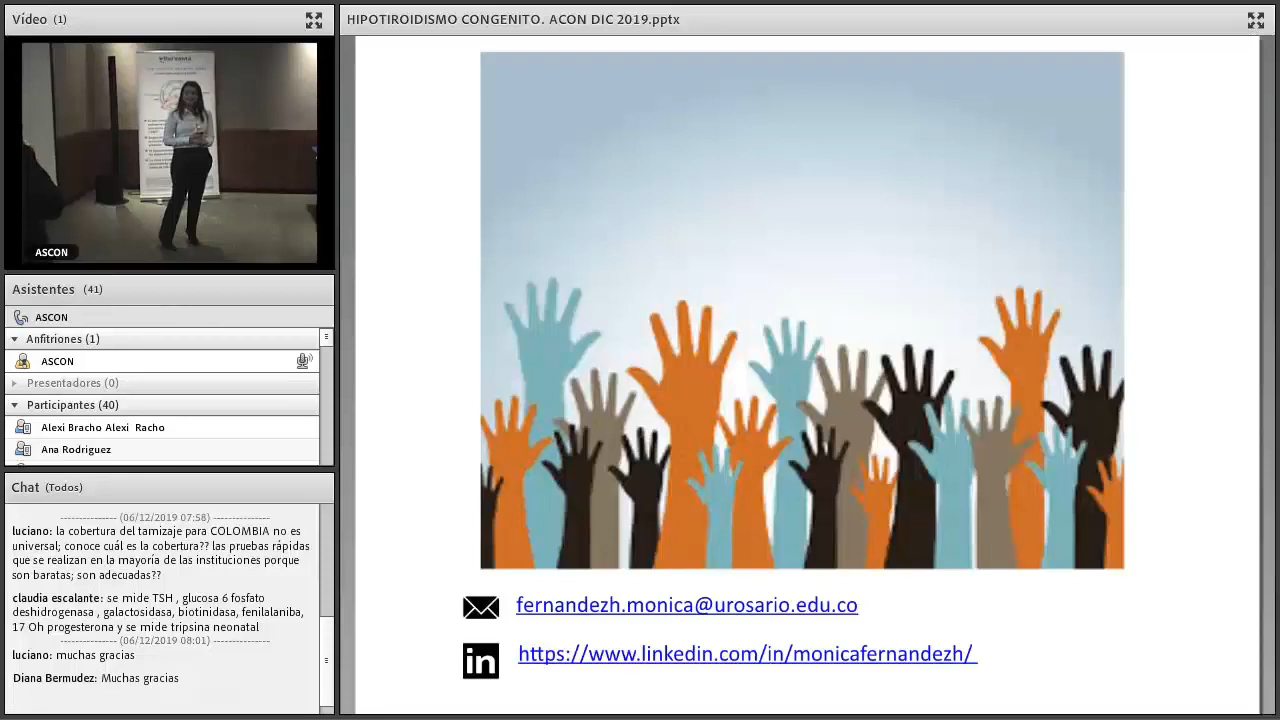 Vídeo (1)
HIPOTIROIDISMO CONGENITO. ACON DIC 2019.pptx
ASCON
Asistentes (41)
ASCON
Anfitriones (1)
ASCON
Presentadores (0)
Participantes (40)
Alexi Bracho Alexi Racho
Ana Rodriguez
Chat (Todos)
--------------- (06/12/2019 07:58) ---------------
luciano: la cobertura del tamizaje para COLOMBIA no es
universal; conoce cuál es la cobertura?? las pruebas rápidas
que se realizan en la mayoría de las instituciones porque
son baratas; son adecuadas??
claudia escalante: se mide TSH , glucosa 6 fosfato
deshidrogenasa , galactosidasa, biotinidasa, fenilalaniba,
17 Oh progesterona y se mide tripsina neonatal
--------------- (06/12/2019 08:01) ---------------
luciano: muchas gracias
Diana Bermudez: Muchas gracias
fernandezh.monica@urosario.edu.co
in https://www.linkedin.com/in/monicafernandezh/